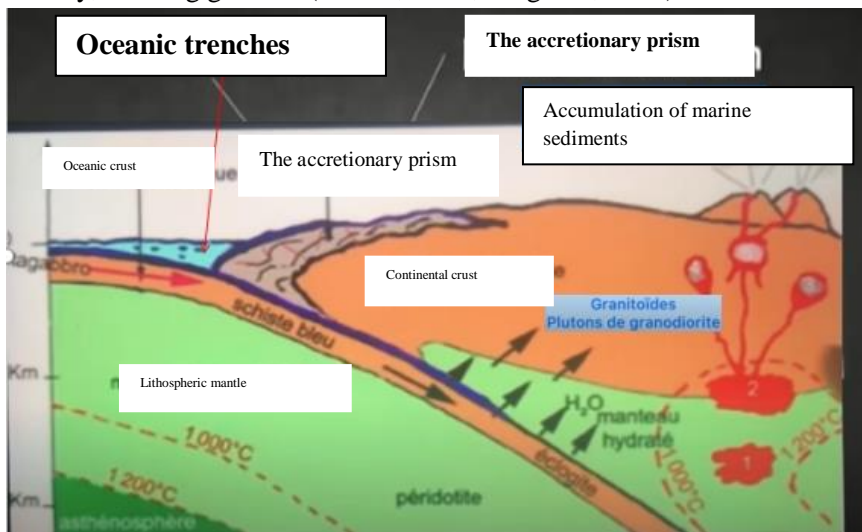 Oceanic trenches
The accretionary prism
Accumulation of marine
sediments
Oceanic crust
ue
The accretionary prism
agabbro
Continental crust
e
schiste bleu
Granitoïdes
Plutons de granodiorite
Km
Lithospheric mantle
H₂O
manteau
hydraté
2
1 000°C
1 200°C
1
1 000°C
1 200°C
éclogite
Km
péridotite
asthénosphère